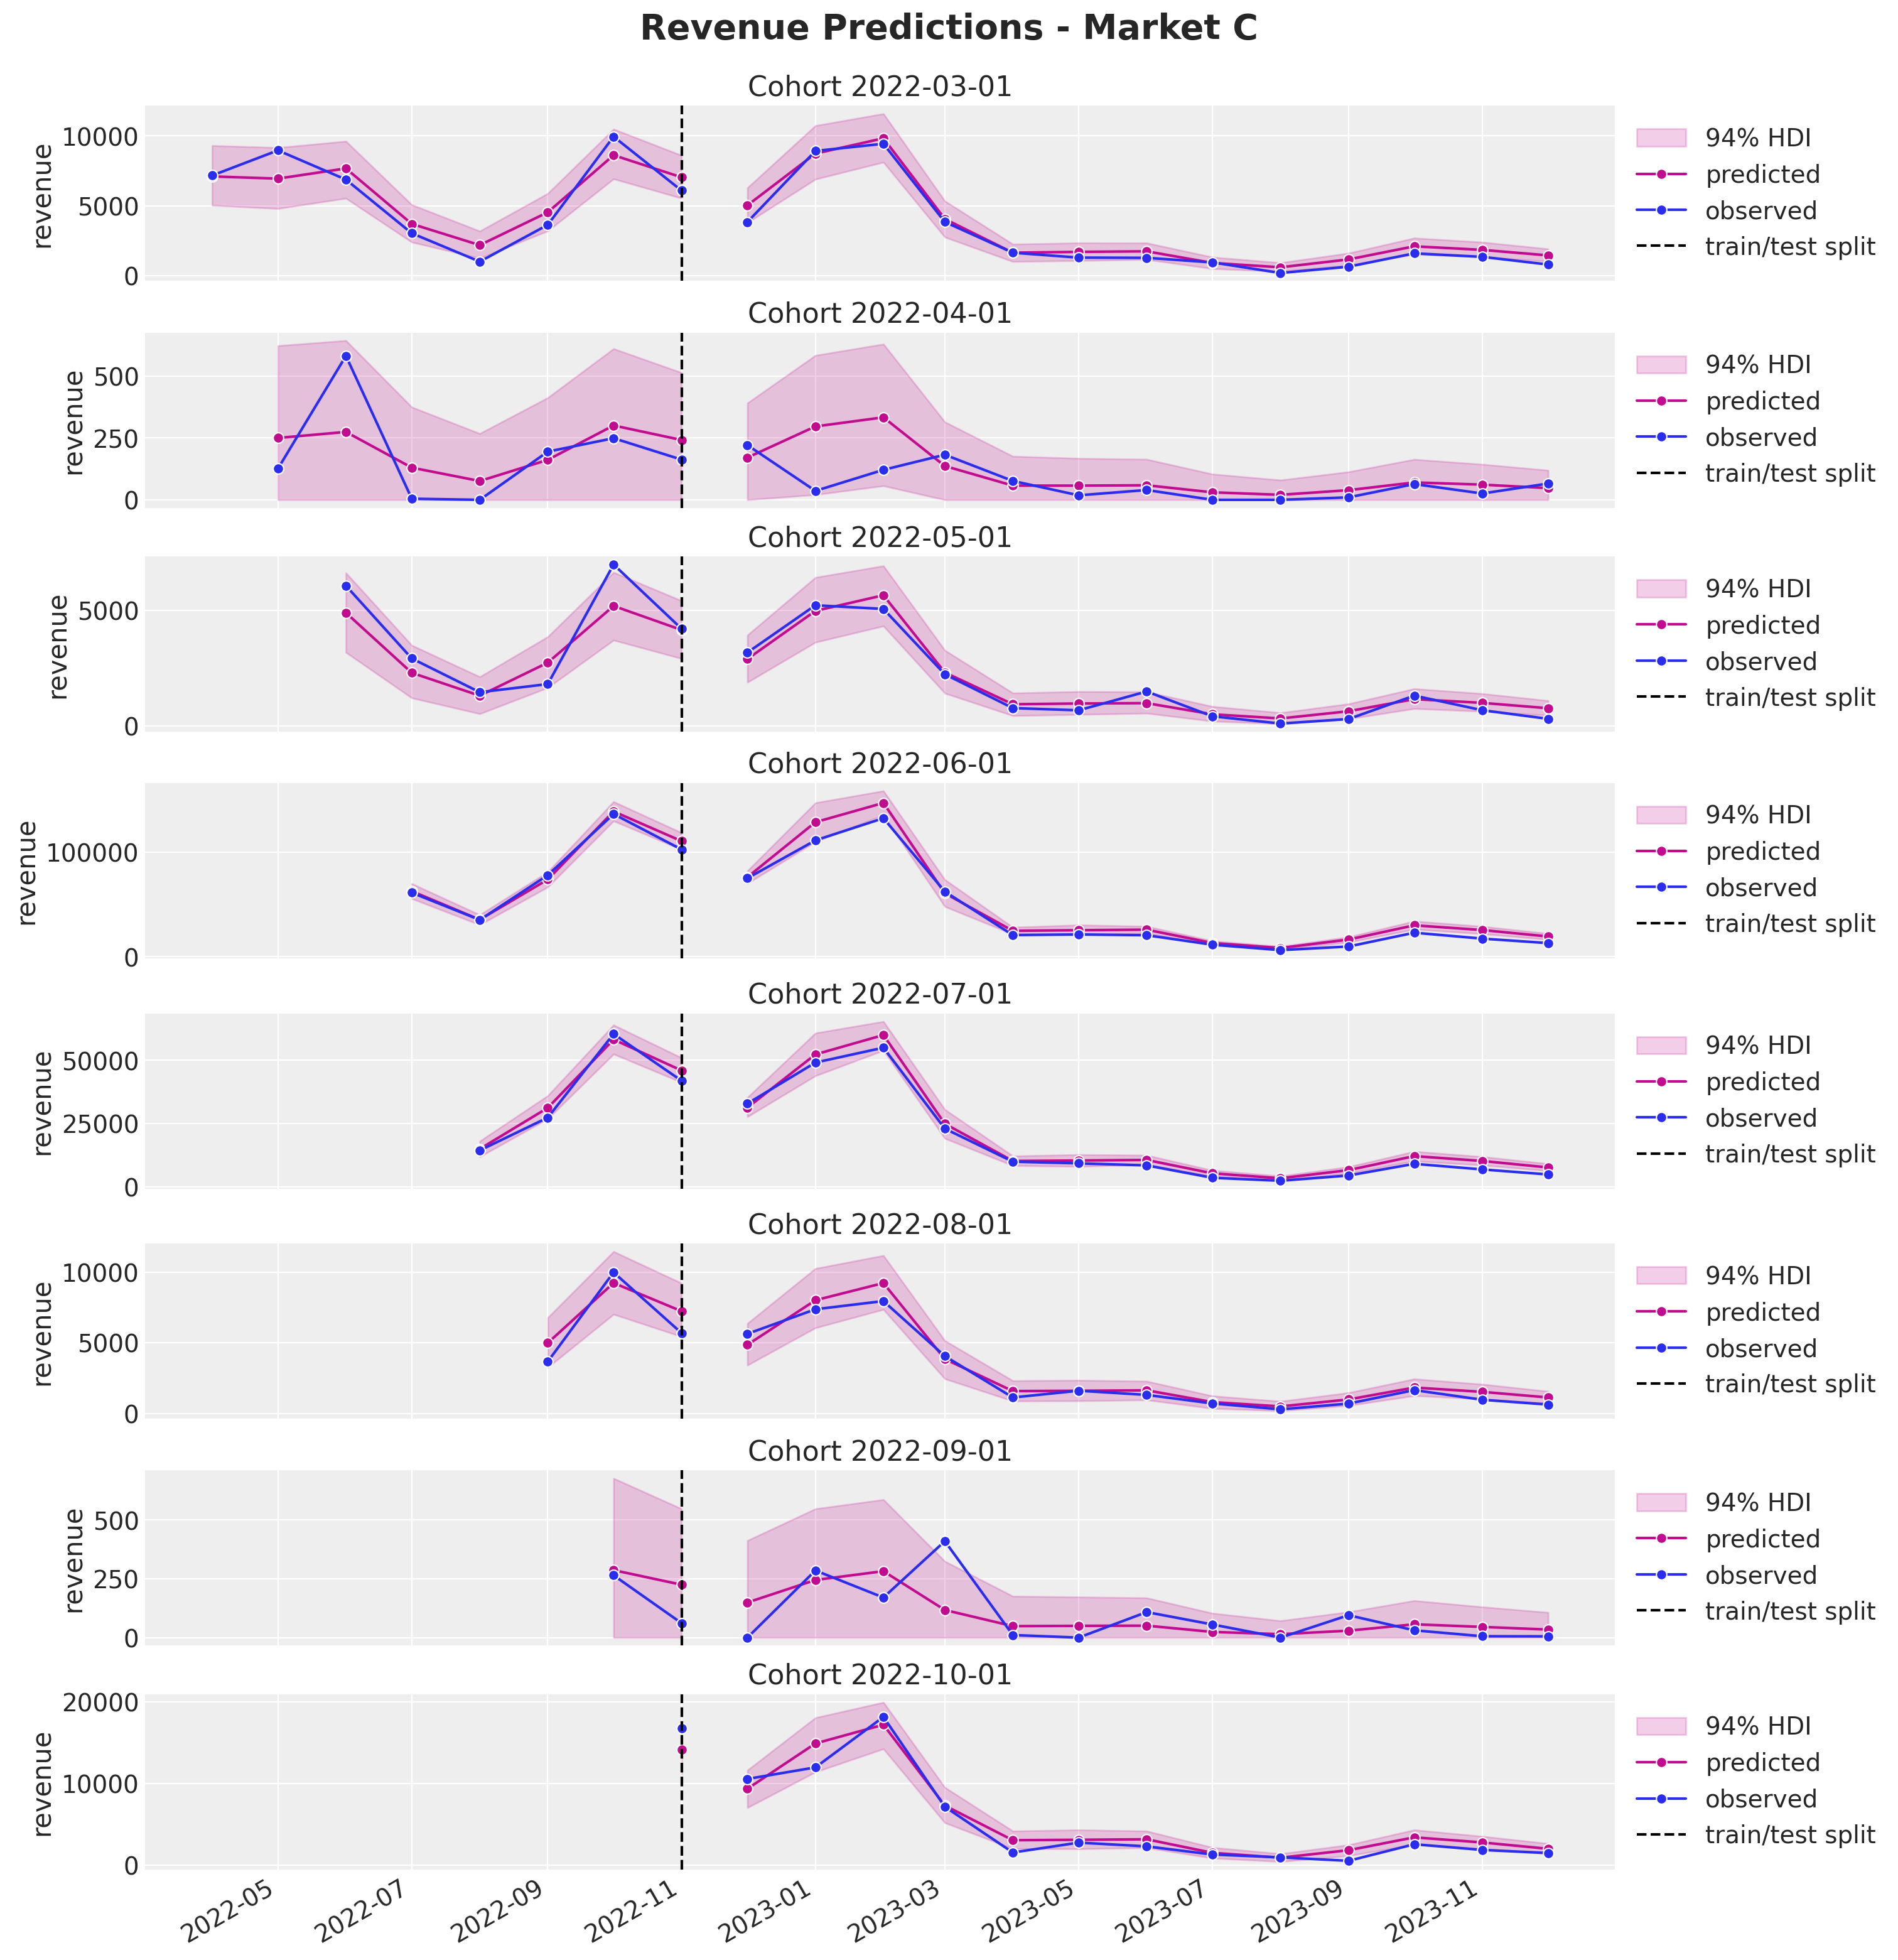 Revenue Predictions - Market C
Cohort 2022-03-01
revenue
10000
5000
0
94% HDI
predicted
observed
train/test split
Cohort 2022-04-01
revenue
500
250
0
94% HDI
predicted
observed
train/test split
Cohort 2022-05-01
revenue
5000
0
94% HDI
predicted
observed
train/test split
Cohort 2022-06-01
revenue
100000
0
94% HDI
predicted
observed
train/test split
Cohort 2022-07-01
revenue
50000
25000
0
94% HDI
predicted
observed
train/test split
Cohort 2022-08-01
revenue
10000
5000
0
94% HDI
predicted
observed
train/test split
Cohort 2022-09-01
revenue
500
250
0
94% HDI
predicted
observed
train/test split
Cohort 2022-10-01
revenue
20000
10000
0
94% HDI
predicted
observed
train/test split
2022-05
2022-07
2022-09
2022-11
2023-01
2023-03
2023-05
2023-07
2023-09
2023-11